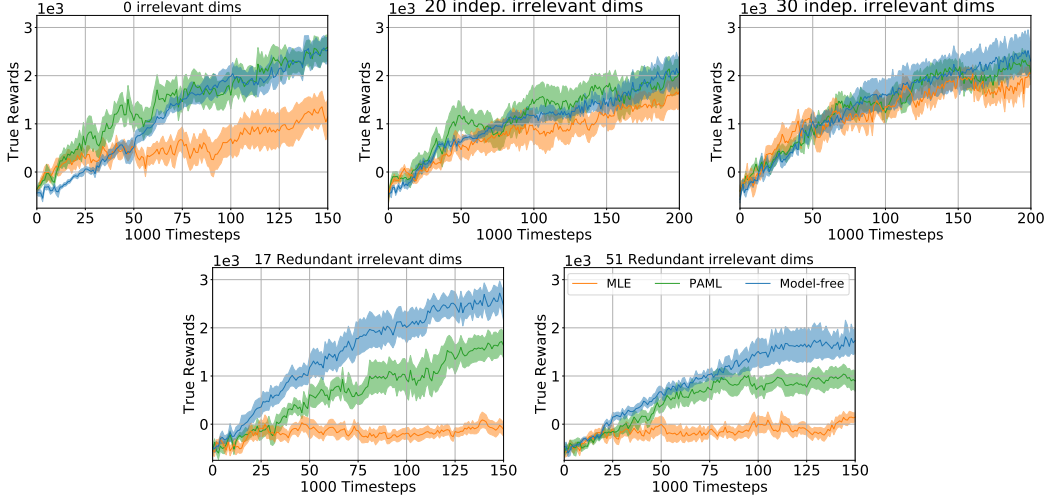 1e3 0 irrelevant dims
3
2
1
0
True Rewards
0 25 50 75 100 125 150
1000 Timesteps
1e3 20 indep. irrelevant dims
3
2
1
0
True Rewards
0 50 100 150 200
1000 Timesteps
1e3 30 indep. irrelevant dims
3
2
1
0
True Rewards
0 50 100 150 200
1000 Timesteps
1e3 17 Redundant irrelevant dims
3
2
1
0
True Rewards
0 25 50 75 100 125 150
1000 Timesteps
1e3 51 Redundant irrelevant dims
MLE PAML Model-free
3
2
1
0
True Rewards
0 25 50 75 100 125 150
1000 Timesteps